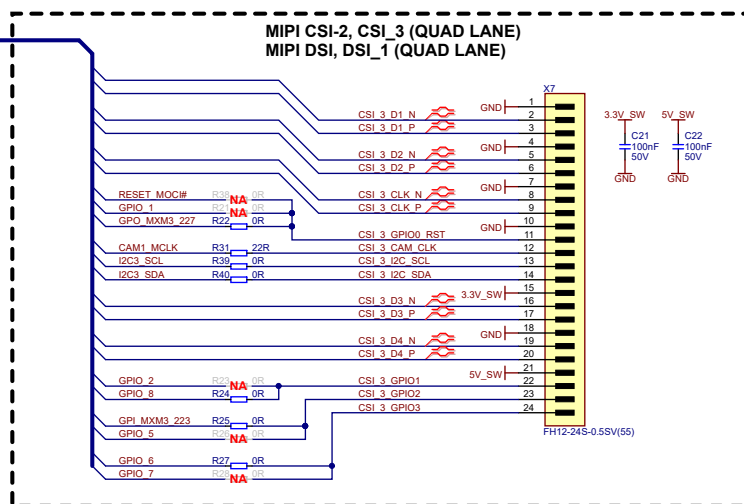 MIPI CSI-2, CSI_3 (QUAD LANE)
MIPI DSI, DSI_1 (QUAD LANE)
X7
GND 1
CSI_3_D1_N 2
CSI_3_D1_P 3
GND 4
CSI_3_D2_N 5
CSI_3_D2_P 6
GND 7
RESET_MOCI# R38 NA 0R CSI_3_CLK_N 8
GPIO_1 R21 NA 0R CSI_3_CLK_P 9
GPO_MXM3_227 R22 0R GND 10
CSI_3_GPIO0_RST 11
CAM1_MCLK R31 22R CSI_3_CAM_CLK 12
I2C3_SCL R39 0R CSI_3_I2C_SCL 13
I2C3_SDA R40 0R CSI_3_I2C_SDA 14
3.3V_SW 15
CSI_3_D3_N 16
CSI_3_D3_P 17
GND 18
CSI_3_D4_N 19
CSI_3_D4_P 20
5V_SW 21
GPIO_2 R23 NA 0R CSI_3_GPIO1 22
GPIO_8 R24 0R CSI_3_GPIO2 23
CSI_3_GPIO3 24
GPI_MXM3_223 R25 0R
GPIO_5 R26 NA 0R
GPIO_6 R27 0R
GPIO_7 R28 NA 0R
FH12-24S-0.5SV(55)
3.3V_SW 5V_SW
C21 C22
100nF 100nF
50V 50V
GND GND